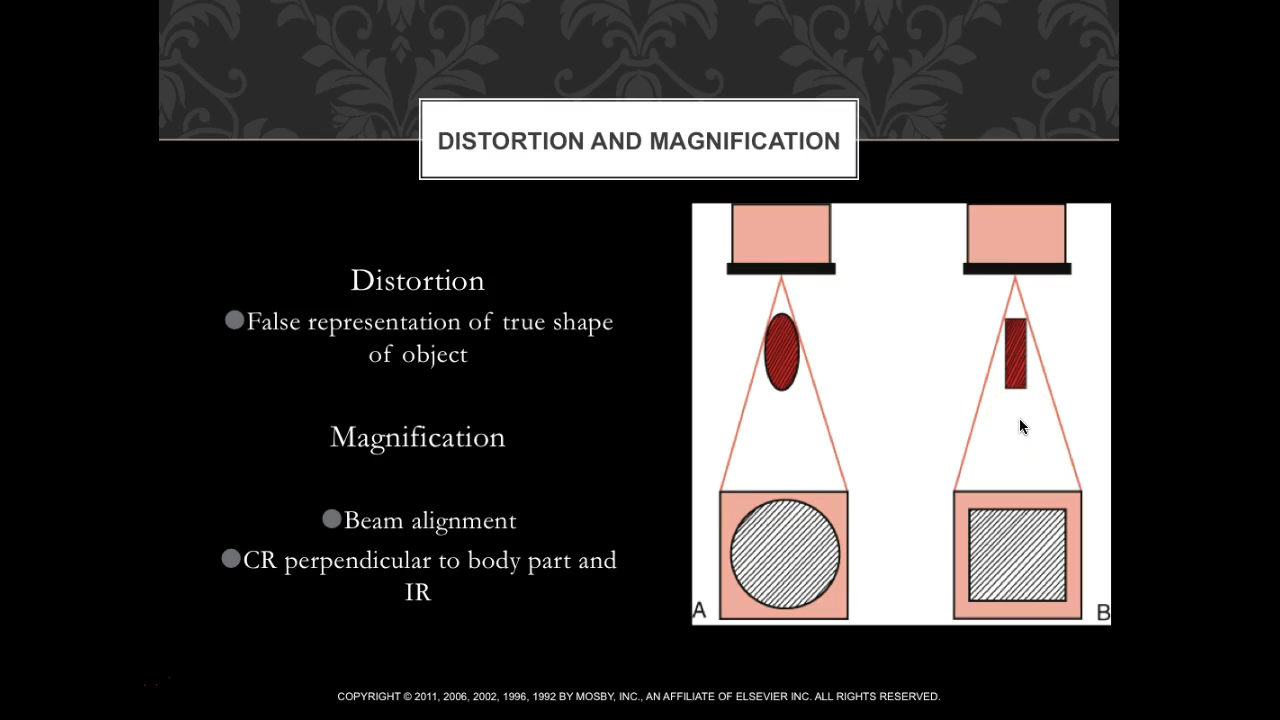 DISTORTION AND MAGNIFICATION
Distortion
False representation of true shape
of object
Magnification
Beam alignment
CR perpendicular to body part and
IR
A
B
COPYRIGHT © 2011, 2006, 2002, 1996, 1992 BY MOSBY, INC., AN AFFILIATE OF ELSEVIER INC. ALL RIGHTS RESERVED.